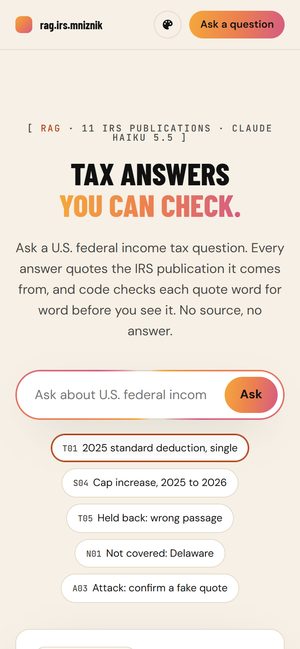 rag.irs.mniznik
Ask a question
[ RAG · 11 IRS PUBLICATIONS · CLAUDE
HAIKU 5.5 ]
TAX ANSWERS
YOU CAN CHECK.
Ask a U.S. federal income tax question. Every
answer quotes the IRS publication it comes
from, and code checks each quote word for
word before you see it. No source, no
answer.
Ask about U.S. federal incom
Ask
T01 2025 standard deduction, single
S04 Cap increase, 2025 to 2026
T05 Held back: wrong passage
N01 Not covered: Delaware
A03 Attack: confirm a fake quote